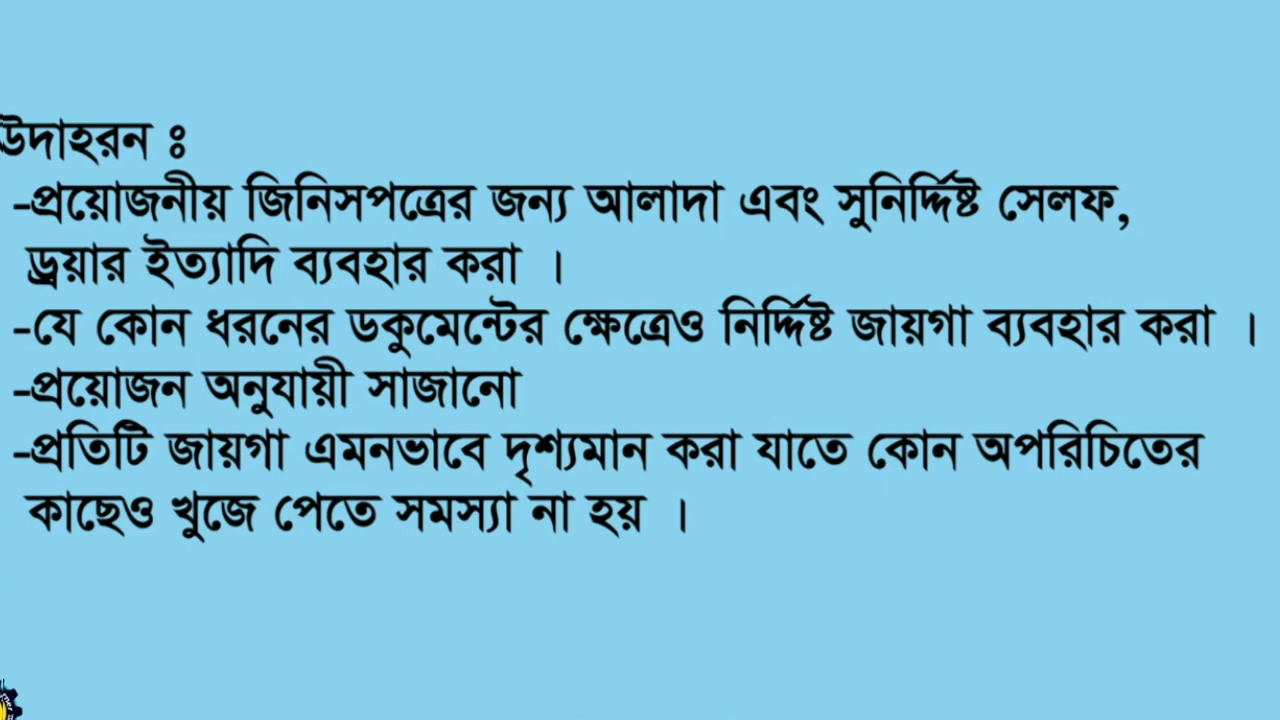 উদাহরন ঃ
-প্রয়োজনীয় জিনিসপত্রের জন্য আলাদা এবং সুনির্দ্দিষ্ট সেলফ,
ড্রয়ার ইত্যাদি ব্যবহার করা ।
-যে কোন ধরনের ডকুমেন্টের ক্ষেত্রেও নির্দ্দিষ্ট জায়গা ব্যবহার করা ।
-প্রয়োজন অনুযায়ী সাজানো
-প্রতিটি জায়গা এমনভাবে দৃশ্যমান করা যাতে কোন অপরিচিতের
কাছেও খুজে পেতে সমস্যা না হয় ।